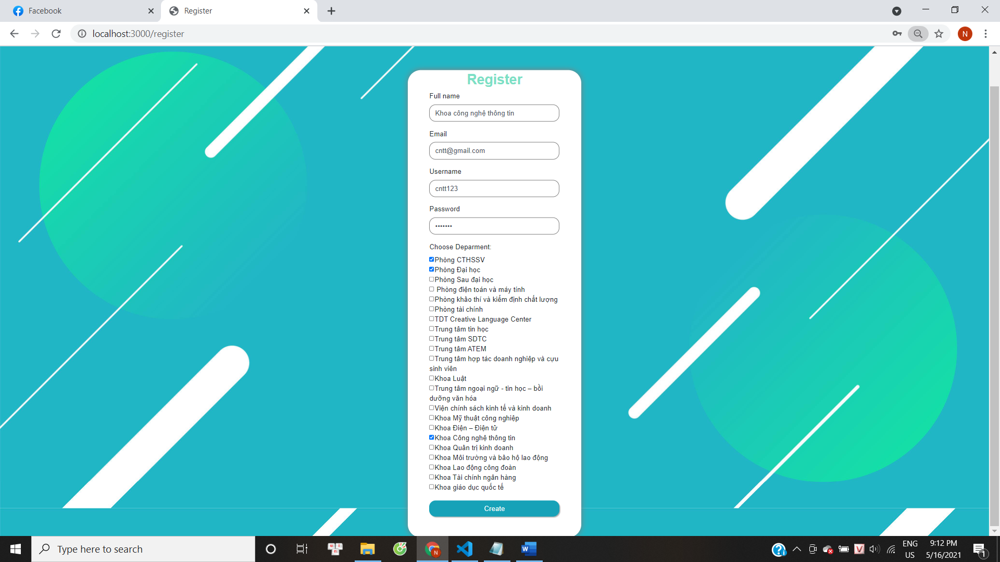 Facebook
Register
localhost:3000/register
N
Register
Full name
Khoa công nghệ thông tin
Email
cntt@gmail.com
Username
cntt123
Password
•••••••
Choose Deparment:
Phòng CTHSSV
Phòng Đại học
Phòng Sau đại học
Phòng điện toán và máy tính
Phòng khảo thí và kiểm định chất lượng
Phòng tài chính
TDT Creative Language Center
Trung tâm tin học
Trung tâm SDTC
Trung tâm ATEM
Trung tâm hợp tác doanh nghiệp và cựu
sinh viên
Khoa Luật
Trung tâm ngoại ngữ - tin học – bồi
dưỡng văn hóa
Viện chính sách kinh tế và kinh doanh
Khoa Mỹ thuật công nghiệp
Khoa Điện – Điện tử
Khoa Công nghệ thông tin
Khoa Quản trị kinh doanh
Khoa Môi trường và bảo hộ lao động
Khoa Lao động công đoàn
Khoa Tài chính ngân hàng
Khoa giáo dục quốc tế
Create
Type here to search
N
W
V
ENG
US
9:12 PM
5/16/2021
1